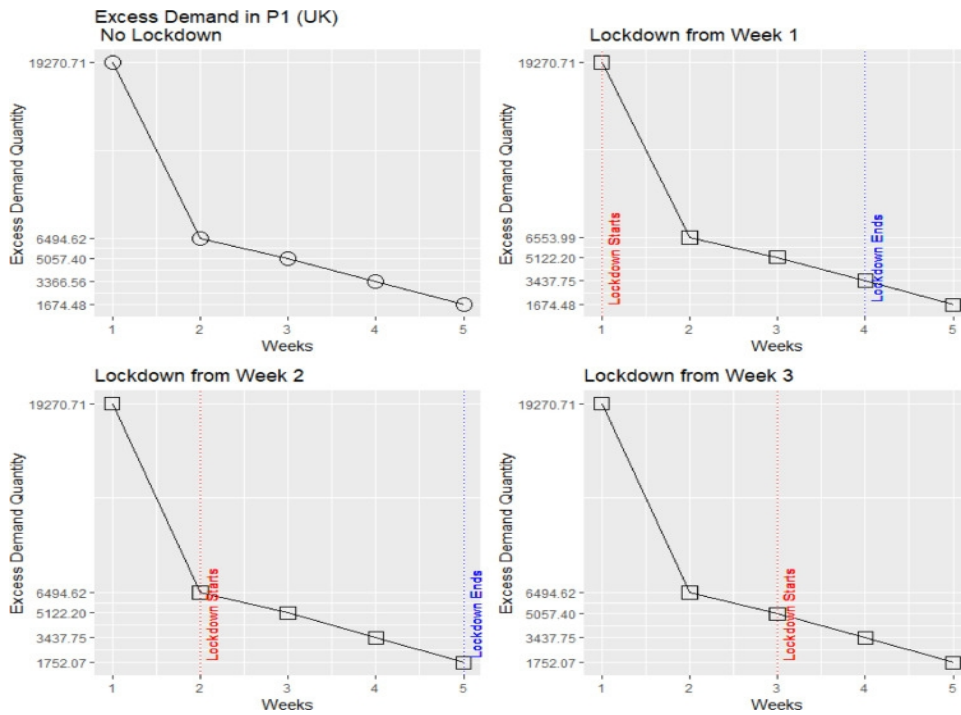 Excess Demand in P1 (UK)
No Lockdown
Excess Demand Quantity
19270.71
6494.62
5057.40
3366.56
1674.48
1
2
3
4
5
Weeks
Lockdown from Week 1
Excess Demand Quantity
19270.71
6553.99
5122.20
3437.75
1674.48
Lockdown Starts
Lockdown Ends
1
2
3
4
5
Weeks
Lockdown from Week 2
Excess Demand Quantity
19270.71
6494.62
5122.20
3437.75
1752.07
Lockdown Starts
Lockdown Ends
1
2
3
4
5
Weeks
Lockdown from Week 3
Excess Demand Quantity
19270.71
6494.62
5057.40
3437.75
1752.07
Lockdown Starts
1
2
3
4
5
Weeks